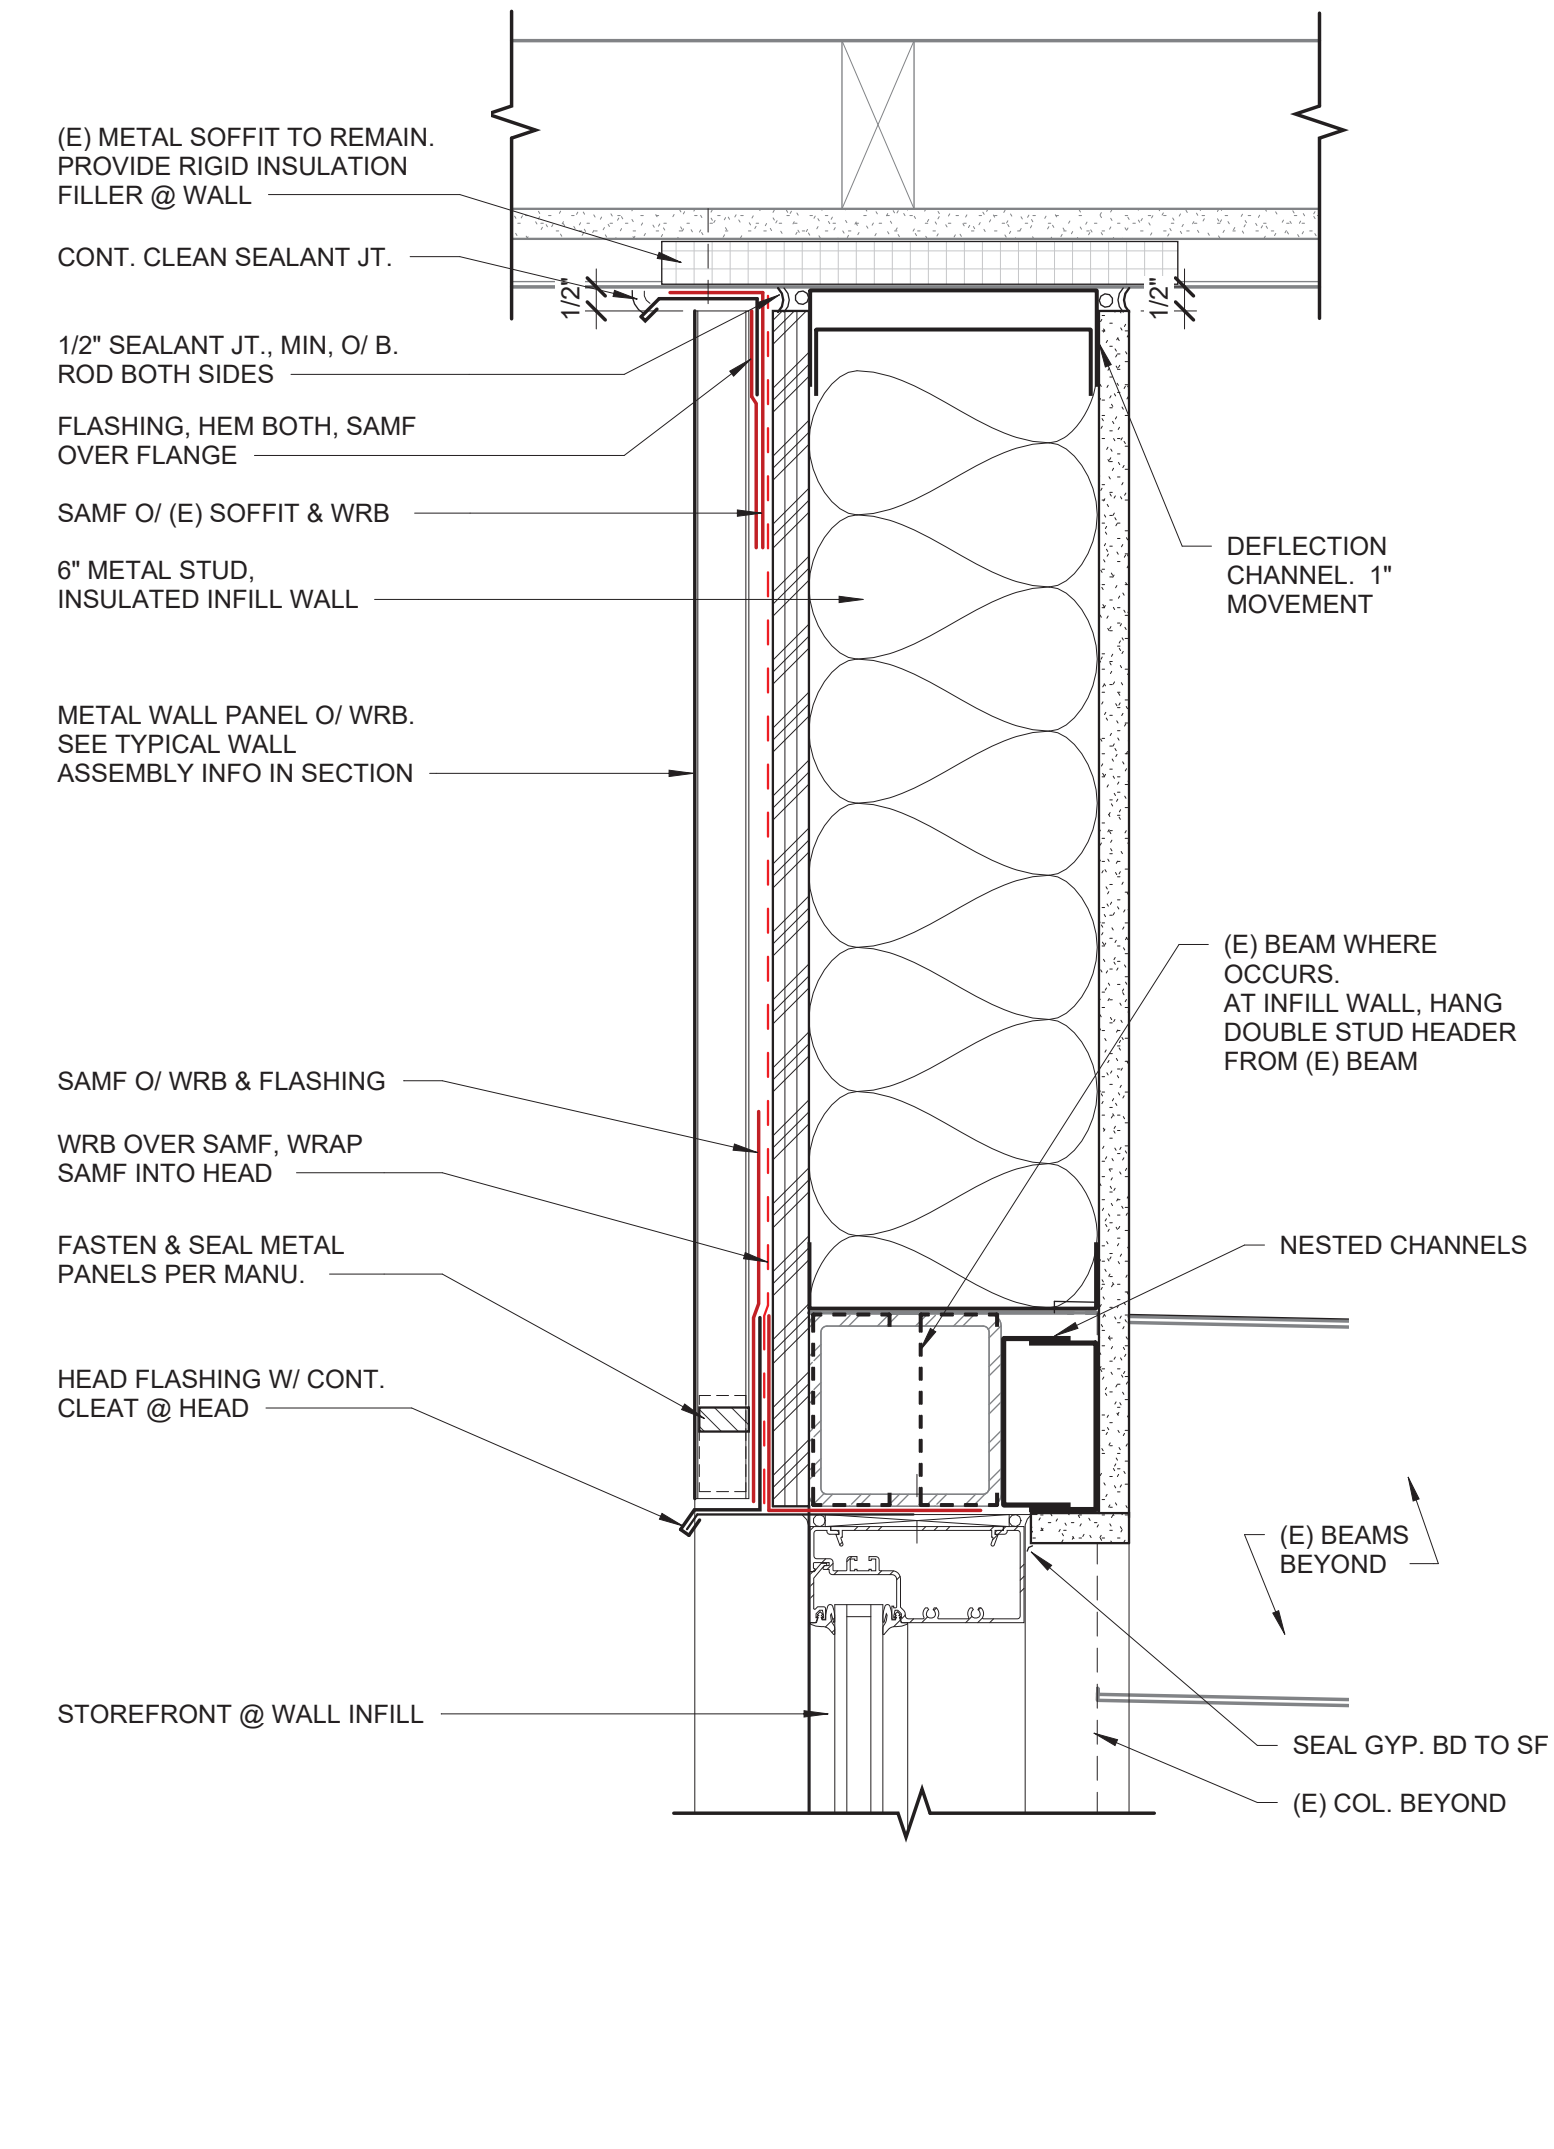 (E) METAL SOFFIT TO REMAIN.
PROVIDE RIGID INSULATION
FILLER @ WALL
CONT. CLEAN SEALANT JT.
1/2"
1/2"
1/2" SEALANT JT., MIN, O/ B.
ROD BOTH SIDES
FLASHING, HEM BOTH, SAMF
OVER FLANGE
SAMF O/ (E) SOFFIT & WRB
6" METAL STUD,
INSULATED INFILL WALL
DEFLECTION
CHANNEL. 1"
MOVEMENT
METAL WALL PANEL O/ WRB.
SEE TYPICAL WALL
ASSEMBLY INFO IN SECTION
(E) BEAM WHERE
OCCURS.
AT INFILL WALL, HANG
DOUBLE STUD HEADER
FROM (E) BEAM
SAMF O/ WRB & FLASHING
WRB OVER SAMF, WRAP
SAMF INTO HEAD
FASTEN & SEAL METAL
PANELS PER MANU.
NESTED CHANNELS
HEAD FLASHING W/ CONT.
CLEAT @ HEAD
(E) BEAMS
BEYOND
STOREFRONT @ WALL INFILL
SEAL GYP. BD TO SF
(E) COL. BEYOND